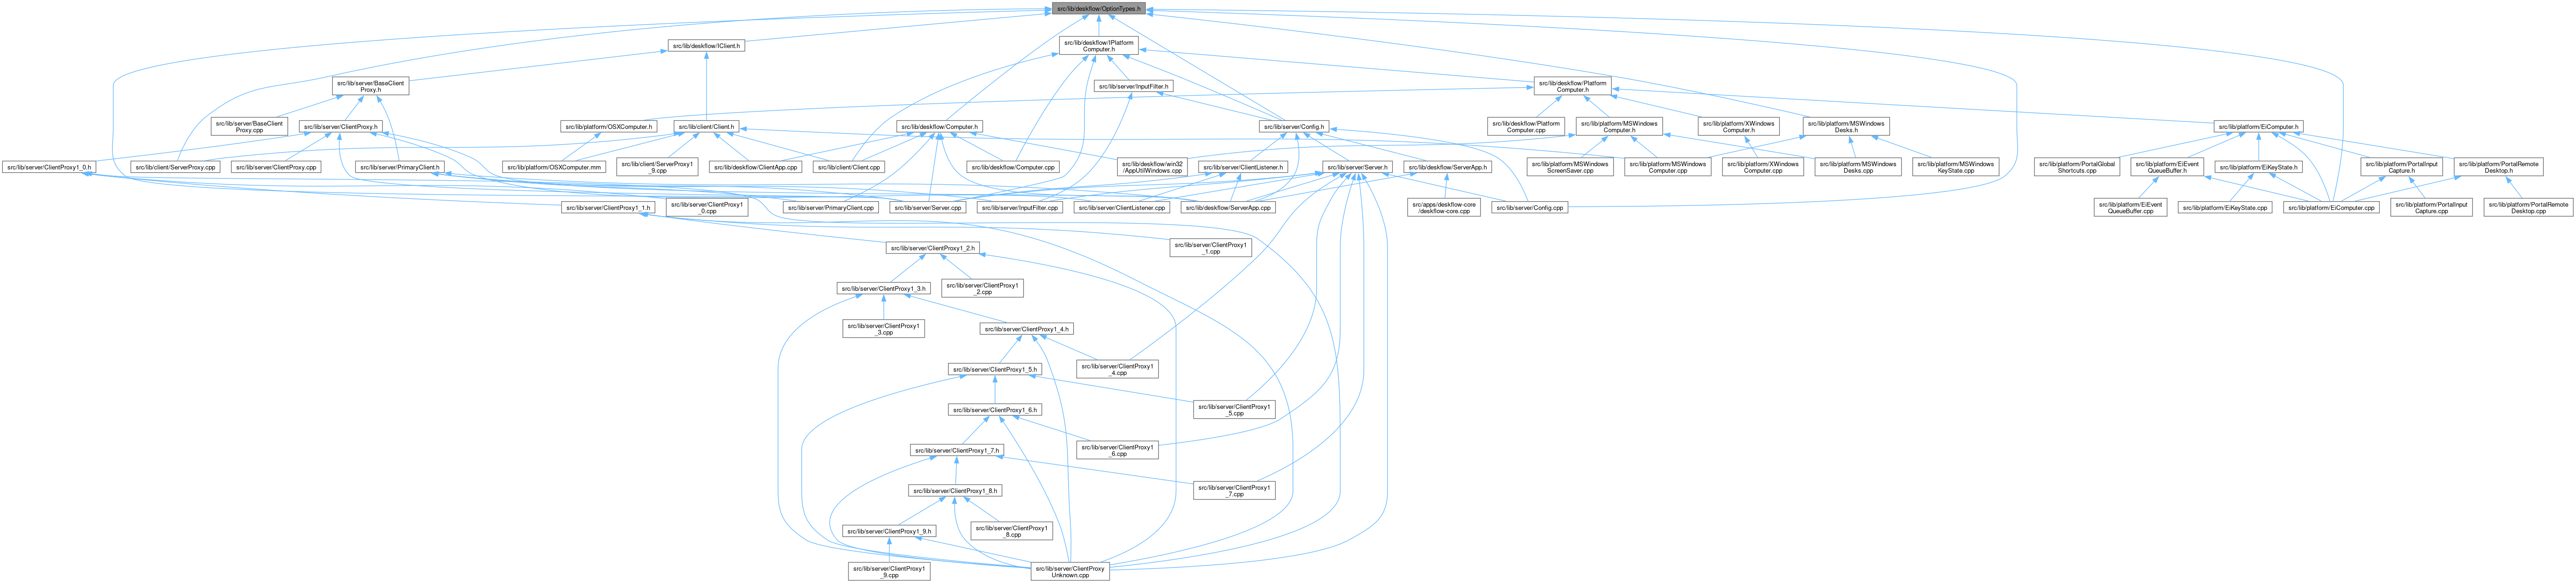 src/lib/deskflow/OptionTypes.h
src/lib/deskflow/IClient.h
src/lib/deskflow/IPlatform
Computer.h
src/lib/server/BaseClient
Proxy.h
src/lib/server/InputFilter.h
src/lib/deskflow/Platform
Computer.h
src/lib/server/BaseClient
Proxy.cpp
src/lib/server/ClientProxy.h
src/lib/platform/OSXComputer.h
src/lib/client/Client.h
src/lib/deskflow/Computer.h
src/lib/server/Config.h
src/lib/deskflow/Platform
Computer.cpp
src/lib/platform/MSWindows
Computer.h
src/lib/platform/XWindows
Computer.h
src/lib/platform/MSWindows
Desks.h
src/lib/platform/EiComputer.h
src/lib/server/ClientProxy1_0.h
src/lib/client/ServerProxy.cpp
src/lib/server/ClientProxy.cpp
src/lib/server/PrimaryClient.h
src/lib/platform/OSXComputer.mm
src/lib/client/ServerProxy1
_9.cpp
src/lib/deskflow/ClientApp.cpp
src/lib/client/Client.cpp
src/lib/deskflow/Computer.cpp
src/lib/deskflow/win32
/AppUtilWindows.cpp
src/lib/server/ClientListener.h
src/lib/server/Server.h
src/lib/deskflow/ServerApp.h
src/lib/platform/MSWindows
ScreenSaver.cpp
src/lib/platform/MSWindows
Computer.cpp
src/lib/platform/XWindows
Computer.cpp
src/lib/platform/MSWindows
Desks.cpp
src/lib/platform/MSWindows
KeyState.cpp
src/lib/platform/PortalGlobal
Shortcuts.cpp
src/lib/platform/EiEvent
QueueBuffer.h
src/lib/platform/EiKeyState.h
src/lib/platform/PortalInput
Capture.h
src/lib/platform/PortalRemote
Desktop.h
src/lib/server/ClientProxy1_1.h
src/lib/server/ClientProxy1
_0.cpp
src/lib/server/PrimaryClient.cpp
src/lib/server/Server.cpp
src/lib/server/InputFilter.cpp
src/lib/server/ClientListener.cpp
src/lib/deskflow/ServerApp.cpp
src/apps/deskflow-core
/deskflow-core.cpp
src/lib/server/Config.cpp
src/lib/platform/EiEvent
QueueBuffer.cpp
src/lib/platform/EiKeyState.cpp
src/lib/platform/EiComputer.cpp
src/lib/platform/PortalInput
Capture.cpp
src/lib/platform/PortalRemote
Desktop.cpp
src/lib/server/ClientProxy1_2.h
src/lib/server/ClientProxy1
_1.cpp
src/lib/server/ClientProxy1_3.h
src/lib/server/ClientProxy1
_2.cpp
src/lib/server/ClientProxy1
_3.cpp
src/lib/server/ClientProxy1_4.h
src/lib/server/ClientProxy1_5.h
src/lib/server/ClientProxy1
_4.cpp
src/lib/server/ClientProxy1_6.h
src/lib/server/ClientProxy1
_5.cpp
src/lib/server/ClientProxy1_7.h
src/lib/server/ClientProxy1
_6.cpp
src/lib/server/ClientProxy1_8.h
src/lib/server/ClientProxy1
_7.cpp
src/lib/server/ClientProxy1_9.h
src/lib/server/ClientProxy1
_8.cpp
src/lib/server/ClientProxy1
_9.cpp
src/lib/server/ClientProxy
Unknown.cpp